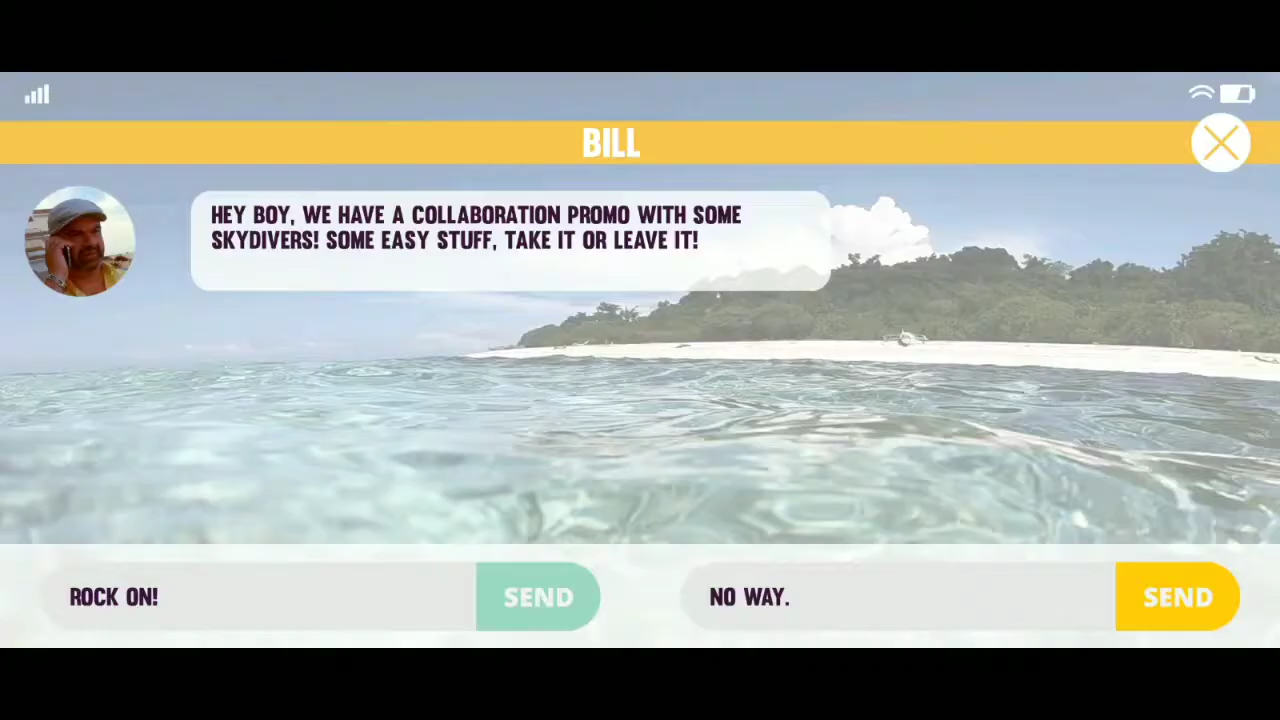 BILL
HEY BOY, WE HAVE A COLLABORATION PROMO WITH SOME
SKYDIVERS! SOME EASY STUFF, TAKE IT OR LEAVE IT!
ROCK ON! SEND
NO WAY. SEND